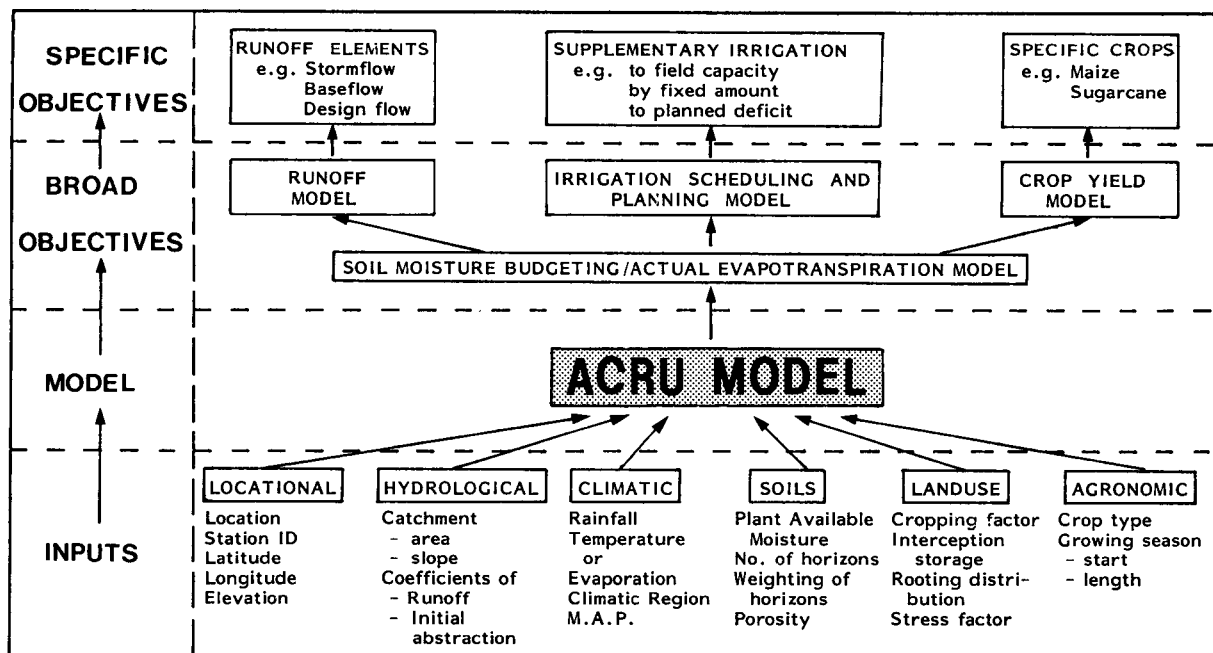 SPECIFIC
OBJECTIVES
RUNOFF ELEMENTS
e.g. Stormflow
Baseflow
Design flow
SUPPLEMENTARY IRRIGATION
e.g. to field capacity
by fixed amount
to planned deficit
SPECIFIC CROPS
e.g. Maize
Sugarcane
BROAD
OBJECTIVES
RUNOFF
MODEL
IRRIGATION SCHEDULING AND
PLANNING MODEL
CROP YIELD
MODEL
SOIL MOISTURE BUDGETING/ACTUAL EVAPOTRANSPIRATION MODEL
MODEL
ACRU MODEL
INPUTS
LOCATIONAL
Location
Station ID
Latitude
Longitude
Elevation
HYDROLOGICAL
Catchment
- area
- slope
Coefficients of
- Runoff
- Initial
abstraction
CLIMATIC
Rainfall
Temperature
or
Evaporation
Climatic Region
M.A.P.
SOILS
Plant Available
Moisture
No. of horizons
Weighting of
horizons
Porosity
LANDUSE
Cropping factor
Interception
storage
Rooting distri-
bution
Stress factor
AGRONOMIC
Crop type
Growing season
- start
- length